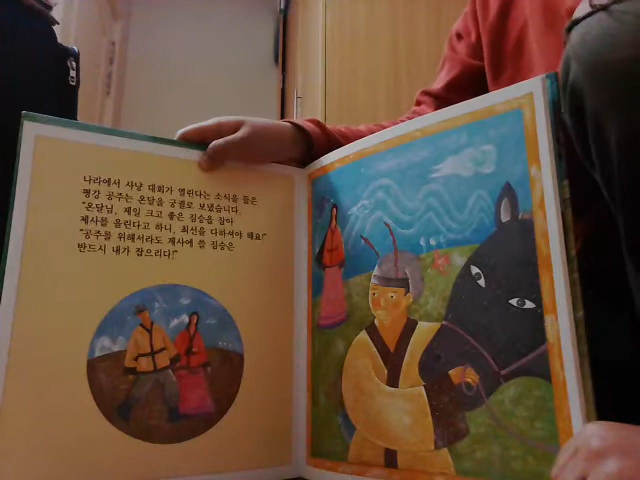 나라에서 사냥 대회가 열린다는 소식을 들은
평강 공주는 온달을 궁궐로 보냈습니다.
"온달님, 제일 크고 좋은 짐승을 잡아
제사를 올린다고 하니, 최선을 다하셔야 해요!"
"공주를 위해서라도 제사에 쓸 짐승은
반드시 내가 잡으리다!"